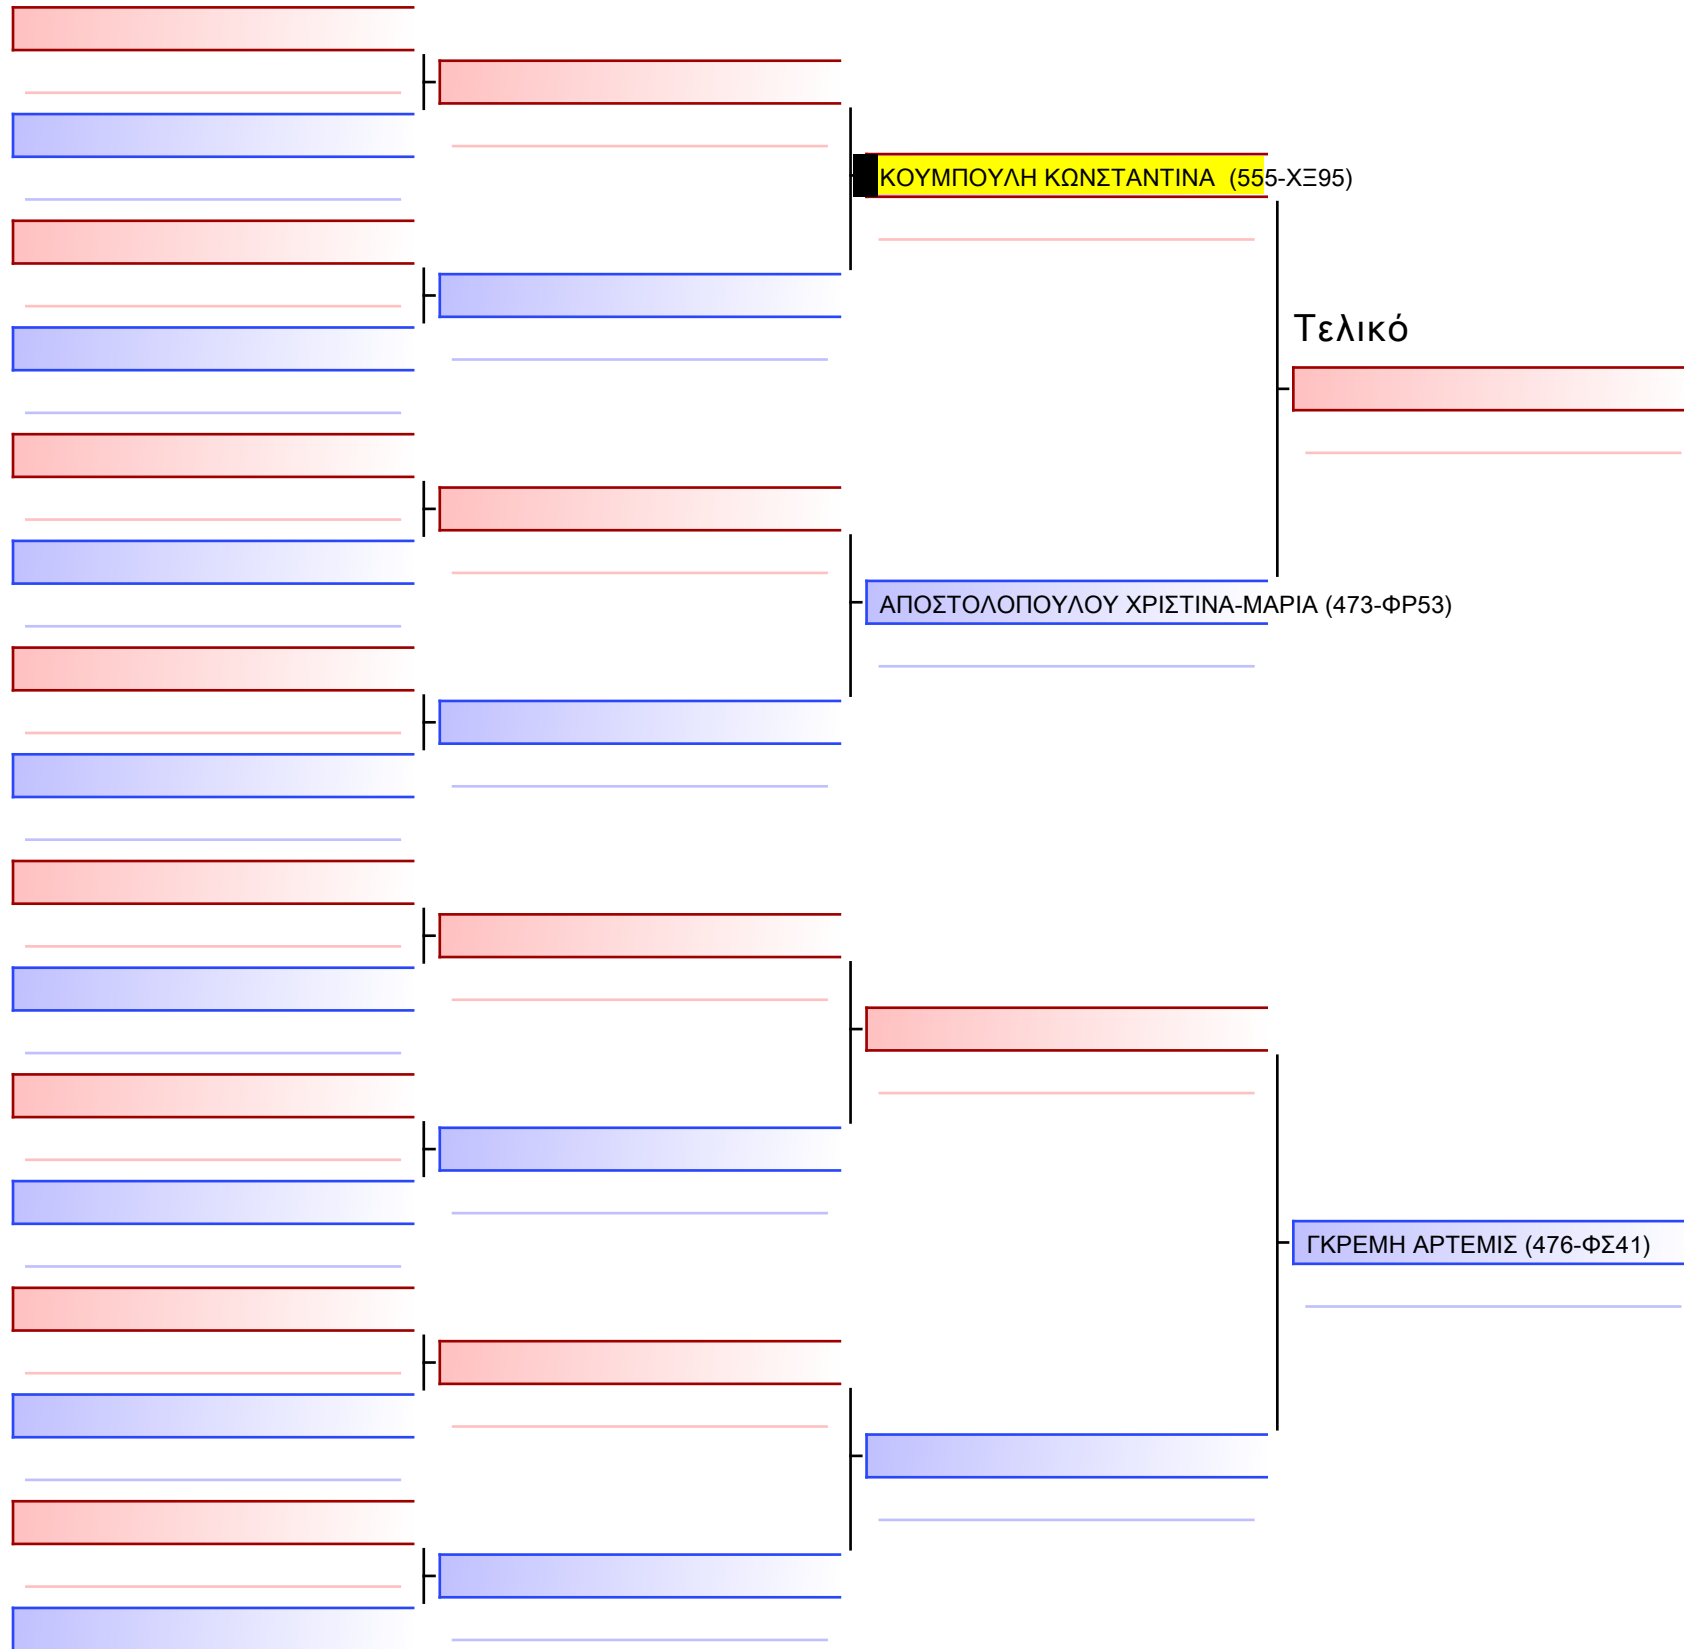 ΚΟΥΜΠΟΥΛΗ ΚΩΝΣΤΑΝΤΙΝΑ (555-ΧΞ95)
Τελικό
ΑΠΟΣΤΟΛΟΠΟΥΛΟΥ ΧΡΙΣΤΙΝΑ-ΜΑΡΙΑ (473-ΦΡ53)
ΓΚΡΕΜΗ ΑΡΤΕΜΙΣ (476-ΦΣ41)